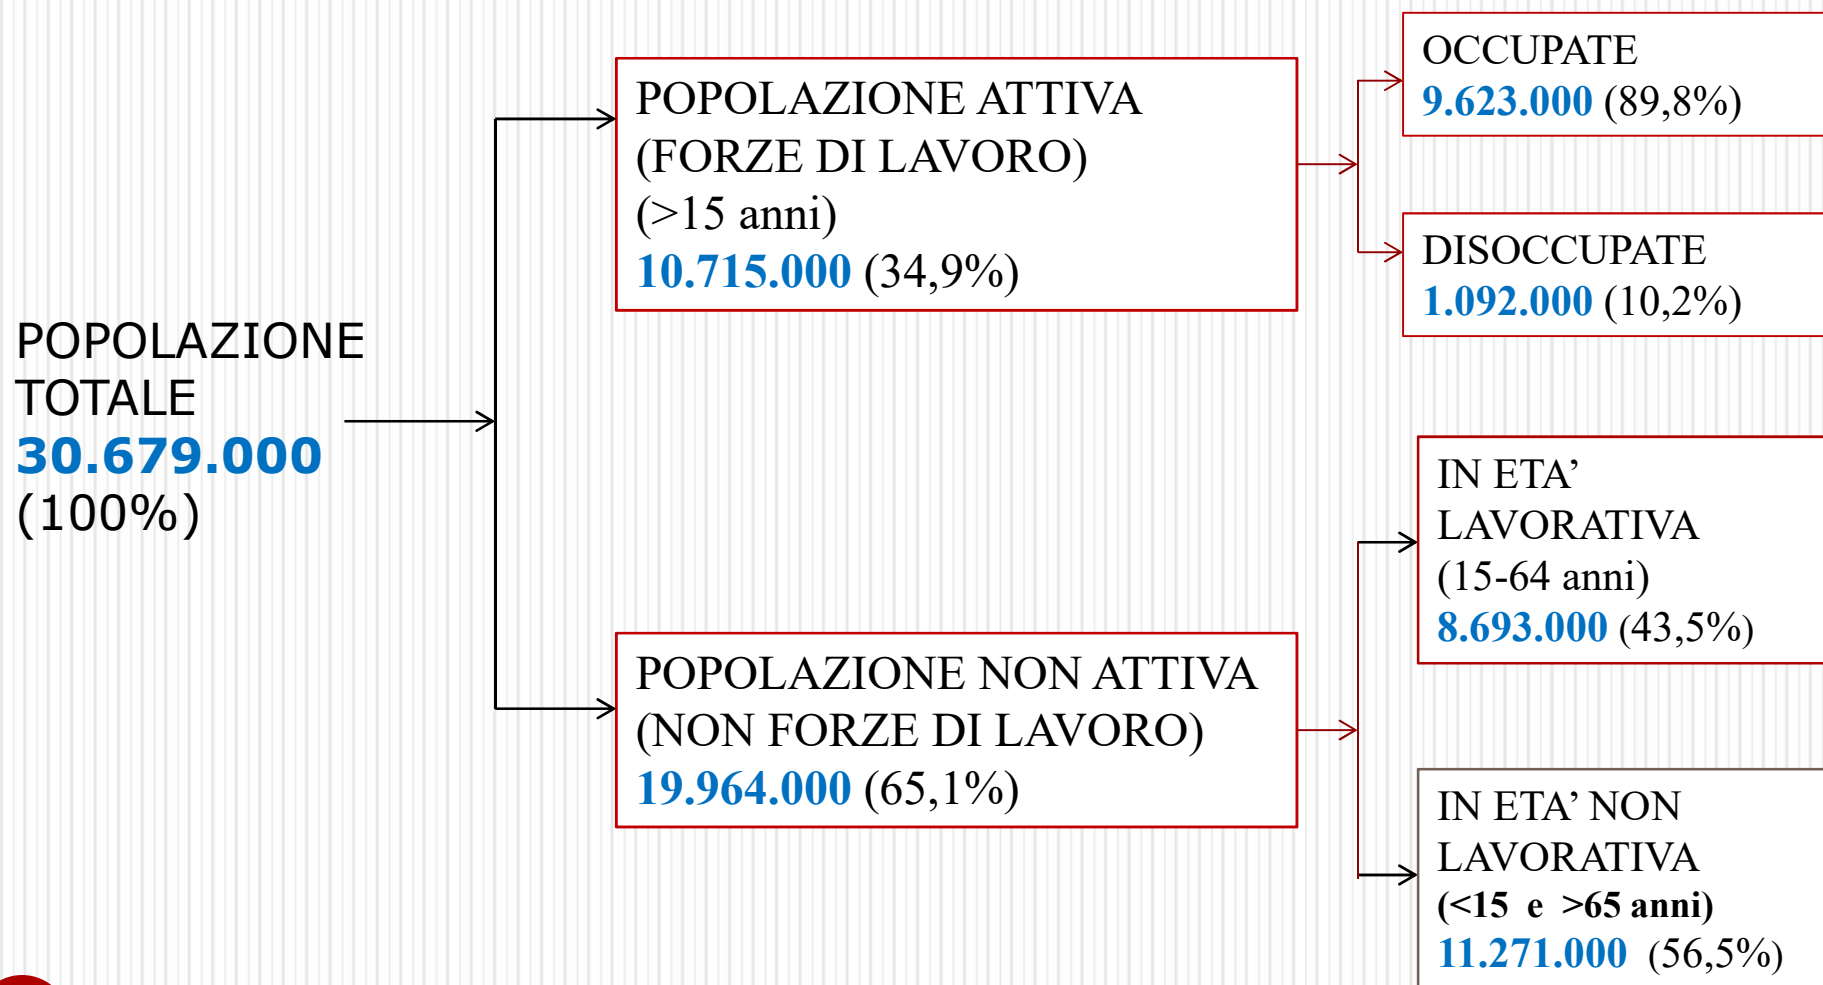 POPOLAZIONE
TOTALE
30.679.000
(100%)
POPOLAZIONE ATTIVA
(FORZE DI LAVORO)
(>15 anni)
10.715.000 (34,9%)
OCCUPATE
9.623.000 (89,8%)
DISOCCUPATE
1.092.000 (10,2%)
POPOLAZIONE NON ATTIVA
(NON FORZE DI LAVORO)
19.964.000 (65,1%)
IN ETA’
LAVORATIVA
(15-64 anni)
8.693.000 (43,5%)
IN ETA’ NON
LAVORATIVA
(<15 e >65 anni)
11.271.000 (56,5%)